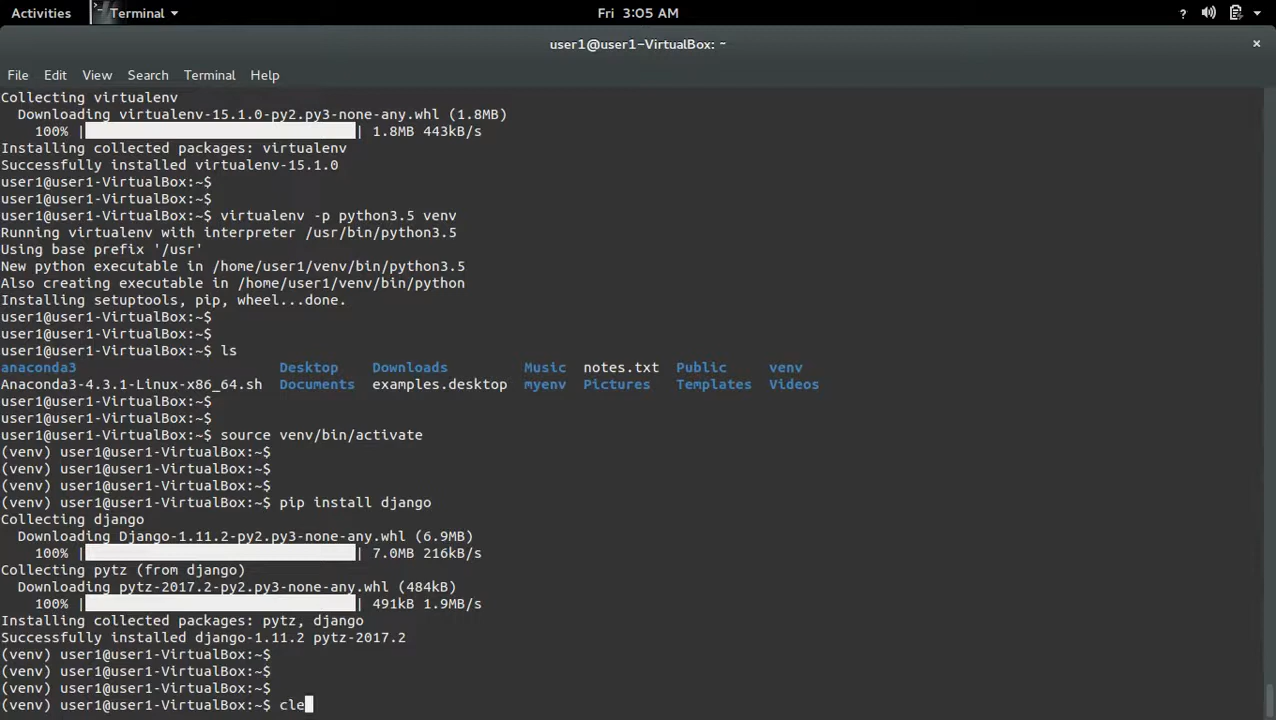 Activities Terminal Fri 3:05 AM ?
user1@user1-VirtualBox: ~ ×
File Edit View Search Terminal Help
Collecting virtualenv
  Downloading virtualenv-15.1.0-py2.py3-none-any.whl (1.8MB)
    100% | | 1.8MB 443kB/s
Installing collected packages: virtualenv
Successfully installed virtualenv-15.1.0
user1@user1-VirtualBox:~$
user1@user1-VirtualBox:~$
user1@user1-VirtualBox:~$ virtualenv -p python3.5 venv
Running virtualenv with interpreter /usr/bin/python3.5
Using base prefix '/usr'
New python executable in /home/user1/venv/bin/python3.5
Also creating executable in /home/user1/venv/bin/python
Installing setuptools, pip, wheel...done.
user1@user1-VirtualBox:~$
user1@user1-VirtualBox:~$
user1@user1-VirtualBox:~$ ls
anaconda3 Desktop Downloads Music notes.txt Public venv
Anaconda3-4.3.1-Linux-x86_64.sh Documents examples.desktop myenv Pictures Templates Videos
user1@user1-VirtualBox:~$
user1@user1-VirtualBox:~$
user1@user1-VirtualBox:~$ source venv/bin/activate
(venv) user1@user1-VirtualBox:~$
(venv) user1@user1-VirtualBox:~$
(venv) user1@user1-VirtualBox:~$
(venv) user1@user1-VirtualBox:~$ pip install django
Collecting django
  Downloading Django-1.11.2-py2.py3-none-any.whl (6.9MB)
    100% | | 7.0MB 216kB/s
Collecting pytz (from django)
  Downloading pytz-2017.2-py2.py3-none-any.whl (484kB)
    100% | | 491kB 1.9MB/s
Installing collected packages: pytz, django
Successfully installed django-1.11.2 pytz-2017.2
(venv) user1@user1-VirtualBox:~$
(venv) user1@user1-VirtualBox:~$
(venv) user1@user1-VirtualBox:~$
(venv) user1@user1-VirtualBox:~$ cle